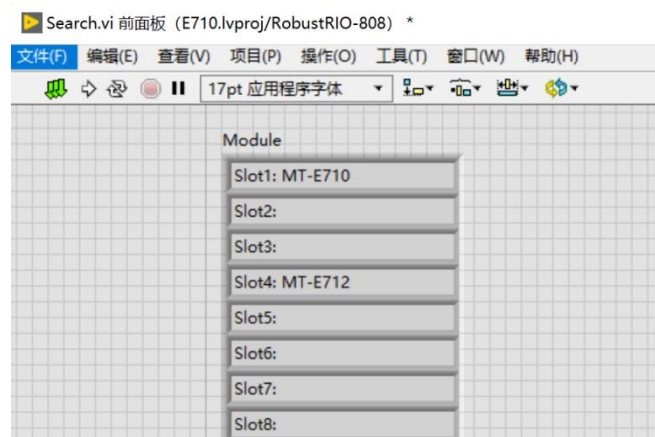 Search.vi 前面板（E710.lvproj/RobustRIO-808） *
文件(F) 编辑(E) 查看(V) 项目(P) 操作(O) 工具(T) 窗口(W) 帮助(H)
17pt 应用程序字体
Module
Slot1: MT-E710
Slot2:
Slot3:
Slot4: MT-E712
Slot5:
Slot6:
Slot7:
Slot8: